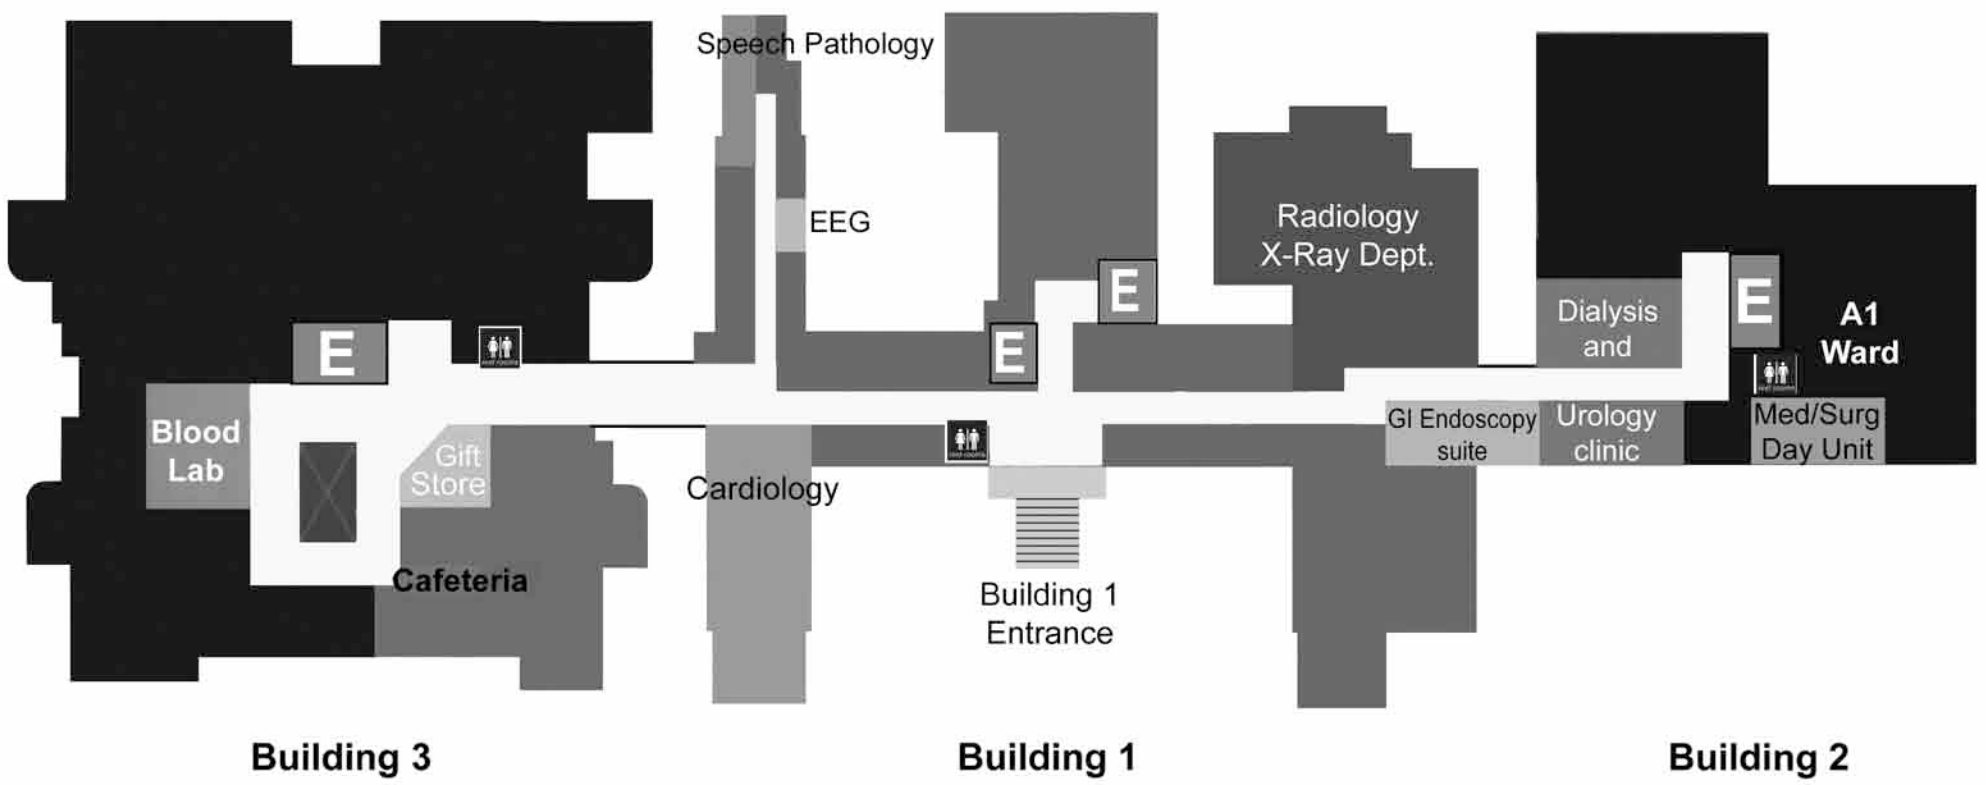 Speech Pathology
EEG
Radiology
X-Ray Dept.
E
E
E
E
Dialysis
and
A1
Ward
Blood
Lab
Gift
Store
Cardiology
GI Endoscopy
suite
Urology
clinic
Med/Surg
Day Unit
Cafeteria
Building 1
Entrance
Building 3
Building 1
Building 2